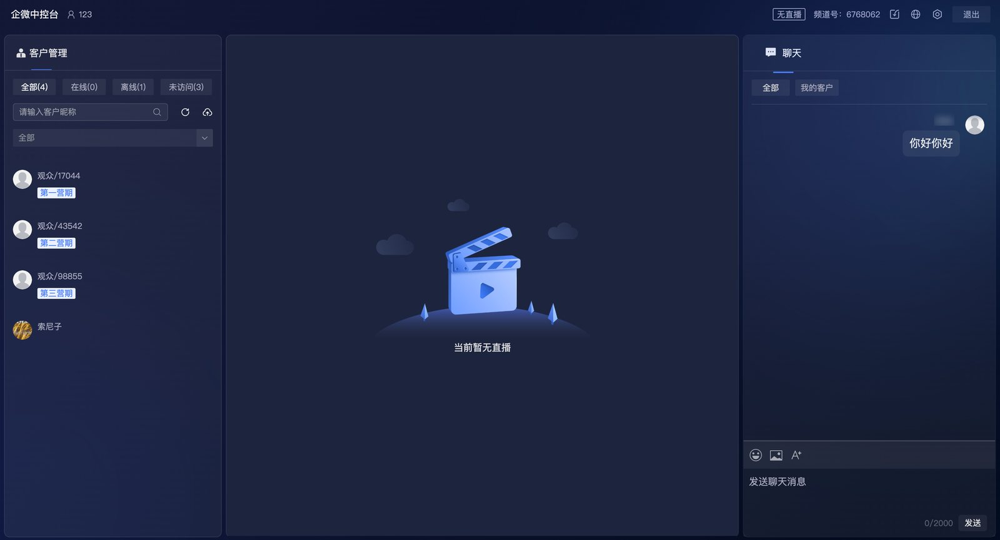 企微中控台 123
无直播 频道号：6768062 退出
客户管理
全部(4) 在线(0) 离线(1) 未访问(3)
请输入客户昵称
全部
观众/17044
第一营期
观众/43542
第二营期
观众/98855
第三营期
索尼子
当前暂无直播
聊天
全部 我的客户
你好你好
发送聊天消息
0/2000 发送